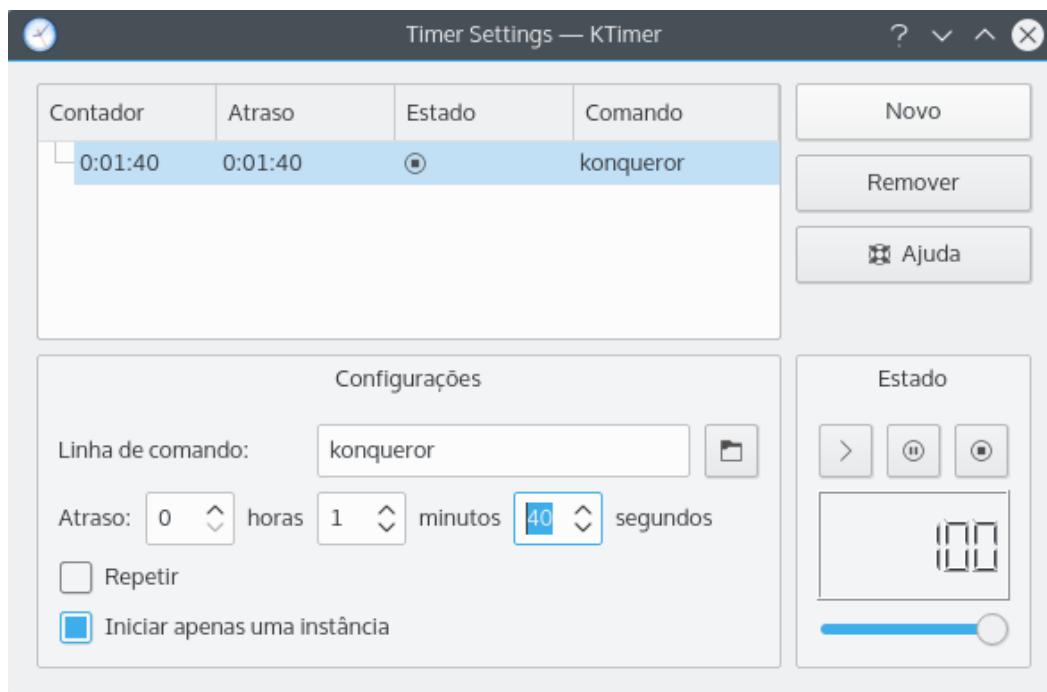 Timer Settings — KTimer
Contador Atraso Estado Comando
0:01:40 0:01:40 konqueror
Novo
Remover
Ajuda
Configurações
Linha de comando: konqueror
Atraso: 0 horas 1 minutos 40 segundos
Repetir
Iniciar apenas uma instância
Estado
100